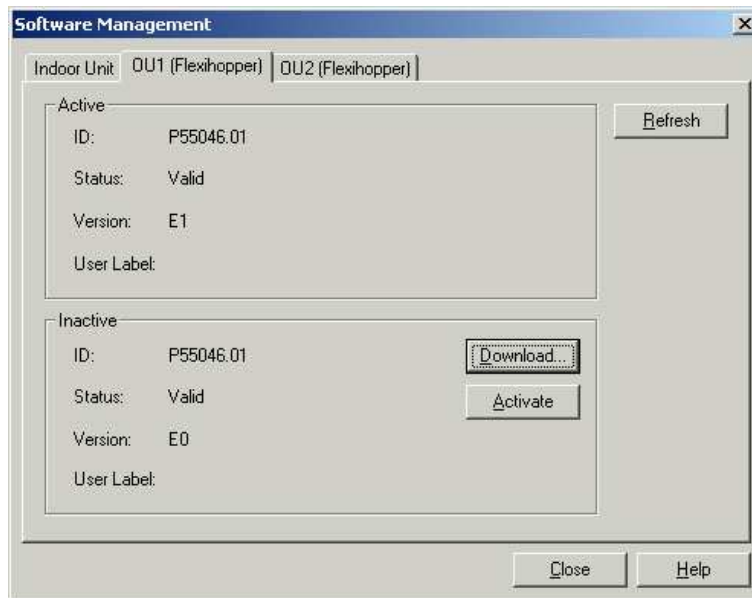 Software Management
Indoor Unit OU1 (Flexihopper) OU2 (Flexihopper)
Active
ID: P55046.01
Status: Valid
Version: E1
User Label:
Refresh
Inactive
ID: P55046.01
Status: Valid
Version: E0
User Label:
Download...
Activate
Close Help